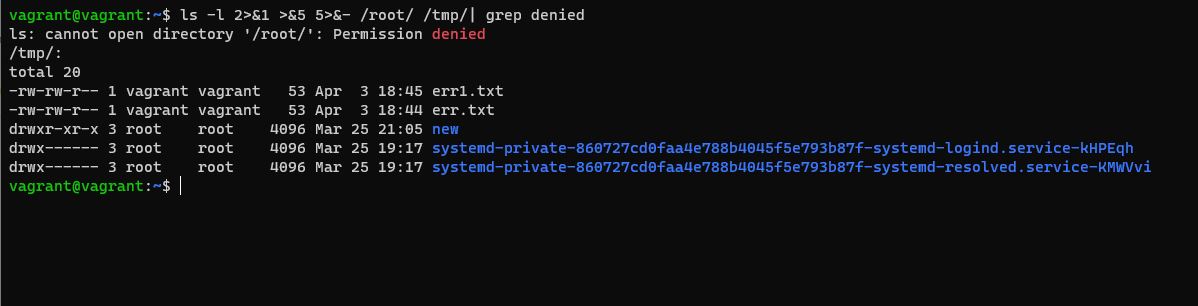 vagrant@vagrant:~$ ls -l 2>&1 >&5 5>&- /root/ /tmp/| grep denied
ls: cannot open directory '/root/': Permission denied
/tmp/:
total 20
-rw-rw-r-- 1 vagrant vagrant   53 Apr  3 18:45 err1.txt
-rw-rw-r-- 1 vagrant vagrant   53 Apr  3 18:44 err.txt
drwxr-xr-x 3 root    root    4096 Mar 25 21:05 new
drwx------ 3 root    root    4096 Mar 25 19:17 systemd-private-860727cd0faa4e788b4045f5e793b87f-systemd-logind.service-kHPEqh
drwx------ 3 root    root    4096 Mar 25 19:17 systemd-private-860727cd0faa4e788b4045f5e793b87f-systemd-resolved.service-KMWVvi
vagrant@vagrant:~$